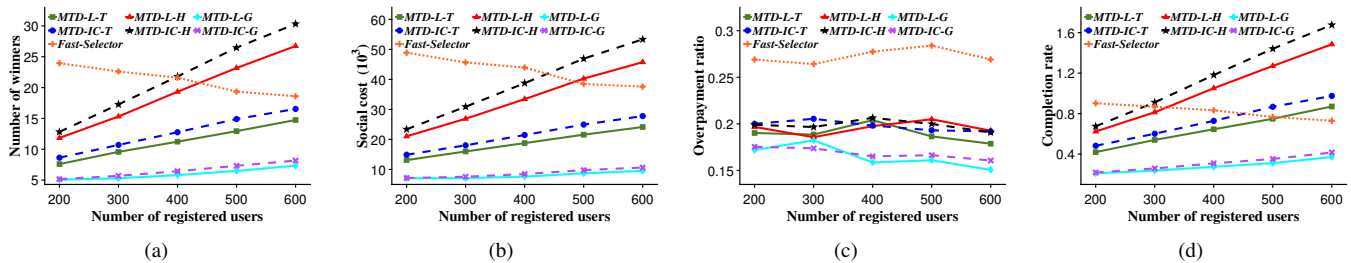 MTD-L-T MTD-L-H MTD-L-G
MTD-IC-T MTD-IC-H MTD-IC-G
Fast-Selector
Number of winners
30
25
20
15
10
5
200 300 400 500 600
Number of registered users
(a)
MTD-L-T MTD-L-H MTD-L-G
MTD-IC-T MTD-IC-H MTD-IC-G
Fast-Selector
Social cost (10³)
60
50
40
30
20
10
200 300 400 500 600
Number of registered users
(b)
MTD-L-T MTD-L-H MTD-L-G
MTD-IC-T MTD-IC-H MTD-IC-G
Fast-Selector
Overpayment ratio
0.3
0.25
0.2
0.15
200 300 400 500 600
Number of registered users
(c)
MTD-L-T MTD-L-H MTD-L-G
MTD-IC-T MTD-IC-H MTD-IC-G
Fast-Selector
Completion rate
1.6
1.2
0.8
0.4
200 300 400 500 600
Number of registered users
(d)